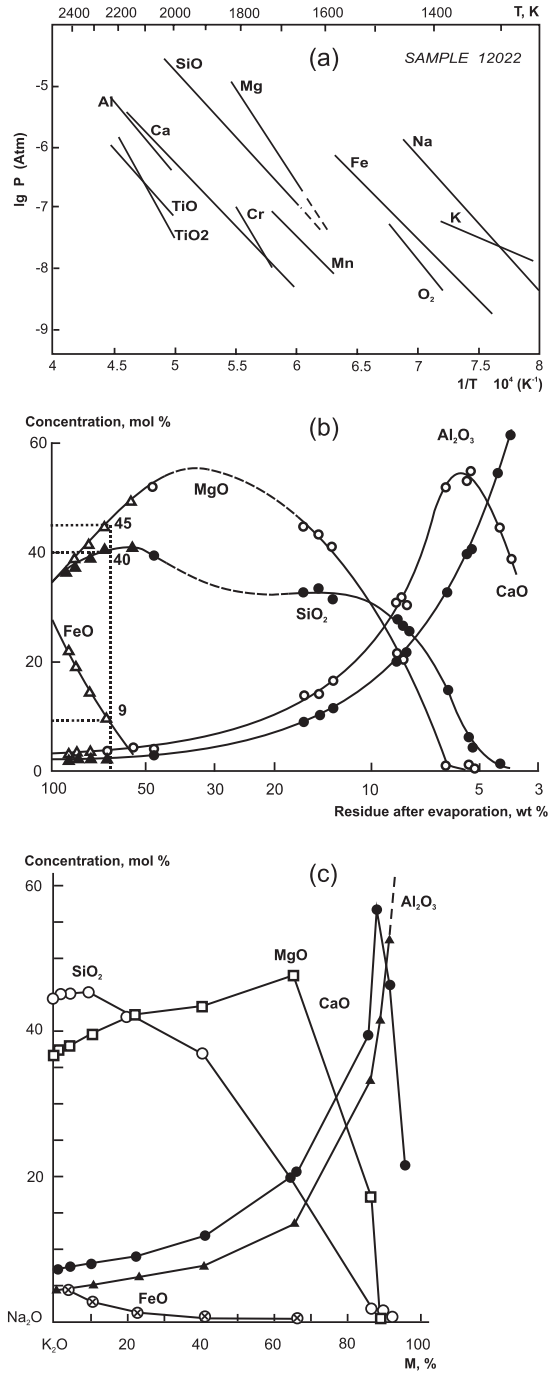 2400 2200 2000 1800 1600 1400 T, K
(a) SAMPLE 12022
SiO
Mg
Al
Ca
Na
Fe
K
TiO
TiO2
Cr
Mn
O₂
lg P (Atm)
-5
-6
-7
-8
-9
4 4.5 5 5.5 6 6.5 7 7.5 8
1/T 10⁴ (K⁻¹)
Concentration, mol % (b)
Al₂O₃
60
MgO
45
40
40
CaO
SiO₂
FeO
20
9
0
100 50 30 20 10 5 3
Residue after evaporation, wt %
Concentration, mol % (c)
60
Al₂O₃
SiO₂
MgO
CaO
40
20
FeO
Na₂O
K₂O 20 40 60 80 100
M, %